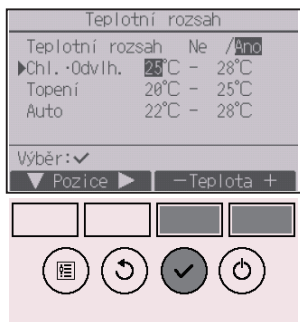 Teplotní rozsah
Teplotní rozsah Ne /Ano
▶Chl.·Odvlh. 25°C – 28°C
Topení 20°C – 25°C
Auto 22°C – 28°C
Výběr:✓
▼ Pozice ▶ –Teplota +